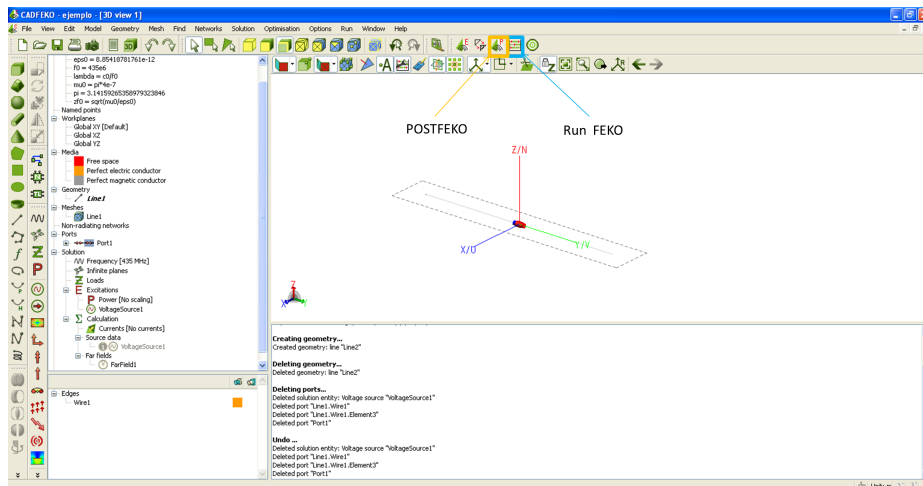 CADFEKO - ejemplo - [3D view 1]
File View Edit Model Geometry Mesh Find Networks Solution Optimisation Options Run Window Help
eps0 = 8.85418781761e-12
f0 = 435e6
lambda = c0/f0
mu0 = pi*4e-7
pi = 3.14159265358979323846
zf0 = sqrt(mu0/eps0)
Named points
Workplanes
Global XY [Default]
Global XZ
Global YZ
Media
Free space
Perfect electric conductor
Perfect magnetic conductor
Geometry
Line1
Meshes
Line1
Non-radiating networks
Ports
Port1
Solution
Frequency [435 MHz]
Infinite planes
Loads
Excitations
Power [No scaling]
VoltageSource1
Calculation
Currents [No currents]
Source data
VoltageSource1
Far fields
FarField1
Edges
Wire1
POSTFEKO
Run FEKO
Z/N
X/U
Y/V
Z
X
Y
Creating geometry...
Created geometry: line "Line2"
Deleting geometry...
Deleted geometry: line "Line2"
Deleting ports...
Deleted solution entity: Voltage source "VoltageSource1"
Deleted port "Line1.Wire1"
Deleted port "Line1.Wire1.Element3"
Deleted port "Port1"
Undo ...
Deleted solution entity: Voltage source "VoltageSource1"
Deleted port "Line1.Wire1"
Deleted port "Line1.Wire1.Element3"
Deleted port "Port1"